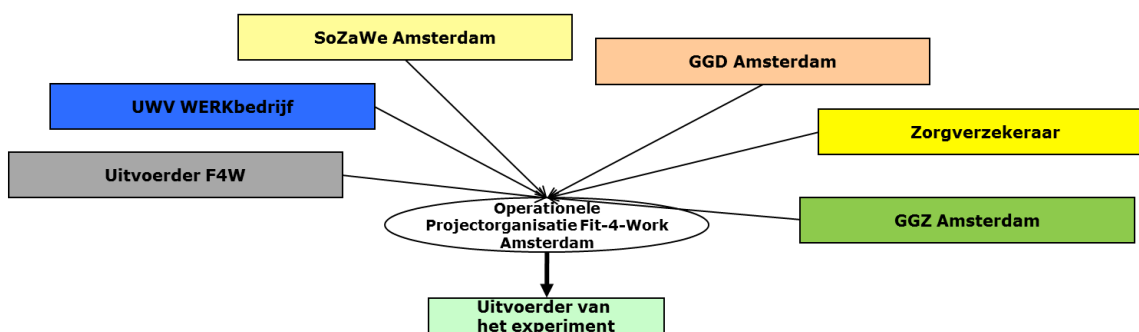 SoZaWe Amsterdam
GGD Amsterdam
UWV WERKbedrijf
Zorgverzekeraar
Uitvoerder F4W
Operationele
Projectorganisatie Fit-4-Work
Amsterdam
GGZ Amsterdam
Uitvoerder van
het experiment